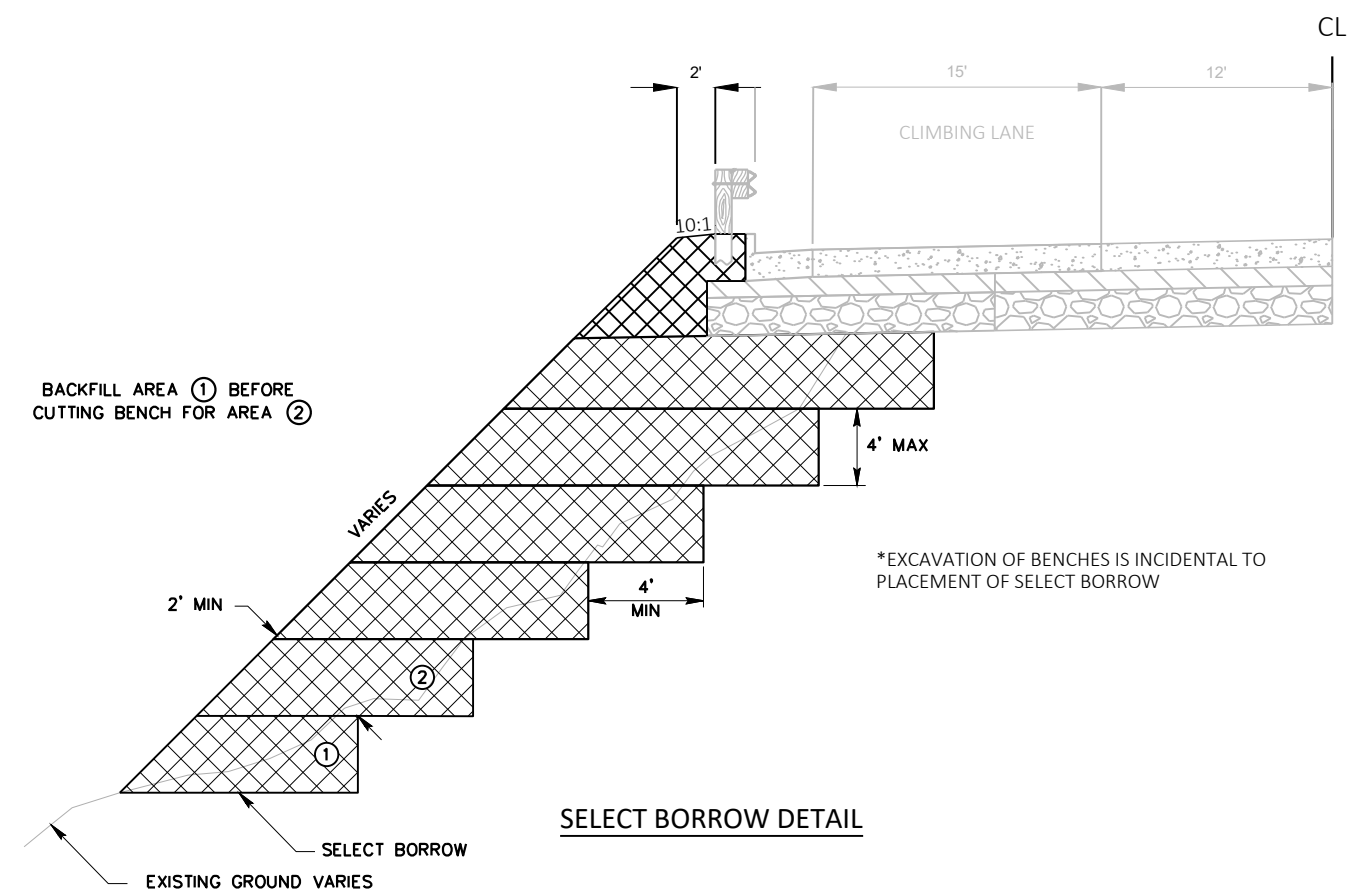 CL
2'
15'
12'
CLIMBING LANE
10:1
BACKFILL AREA ① BEFORE
CUTTING BENCH FOR AREA ②
4' MAX
VARIES
*EXCAVATION OF BENCHES IS INCIDENTAL TO
PLACEMENT OF SELECT BORROW
2' MIN
4'
MIN
②
①
SELECT BORROW DETAIL
SELECT BORROW
EXISTING GROUND VARIES